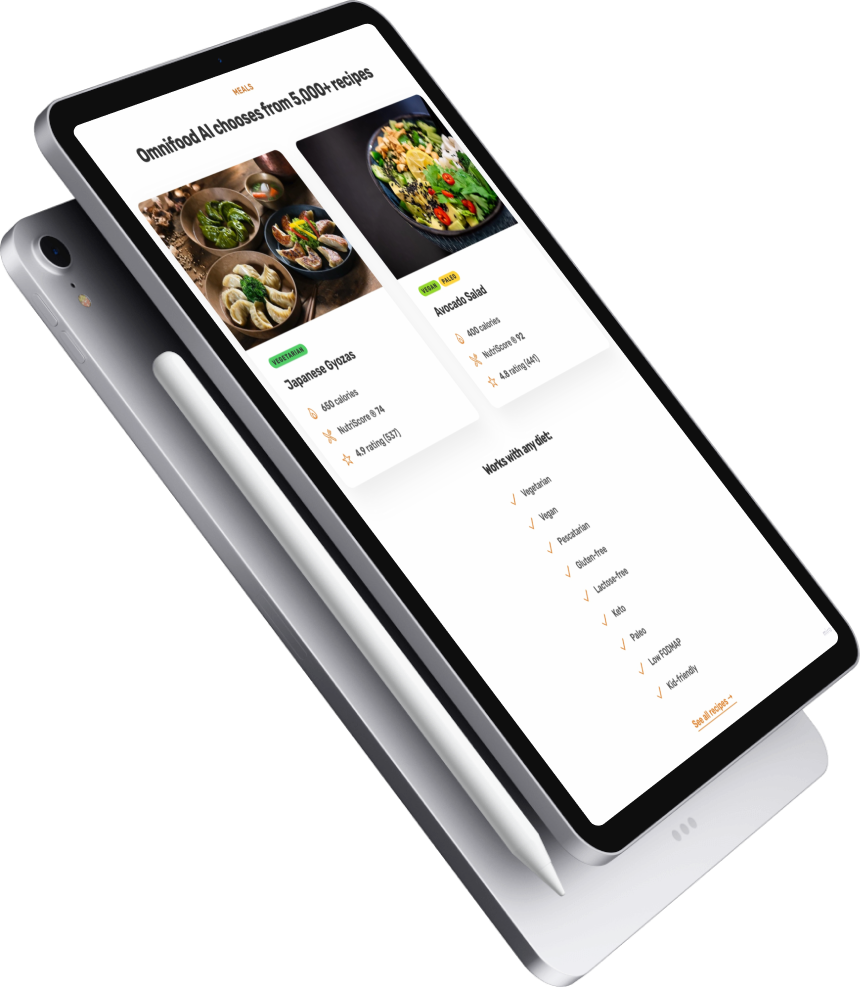 MEALS
Omnifood AI chooses from 5,000+ recipes
VEGETARIAN
Japanese Gyozas
650 calories
NutriScore ® 74
4.9 rating (537)
VEGAN PALEO
Avocado Salad
400 calories
NutriScore ® 92
4.8 rating (441)
Works with any diet:
Vegetarian
Vegan
Pescatarian
Gluten-free
Lactose-free
Keto
Paleo
Low FODMAP
Kid-friendly
See all recipes →